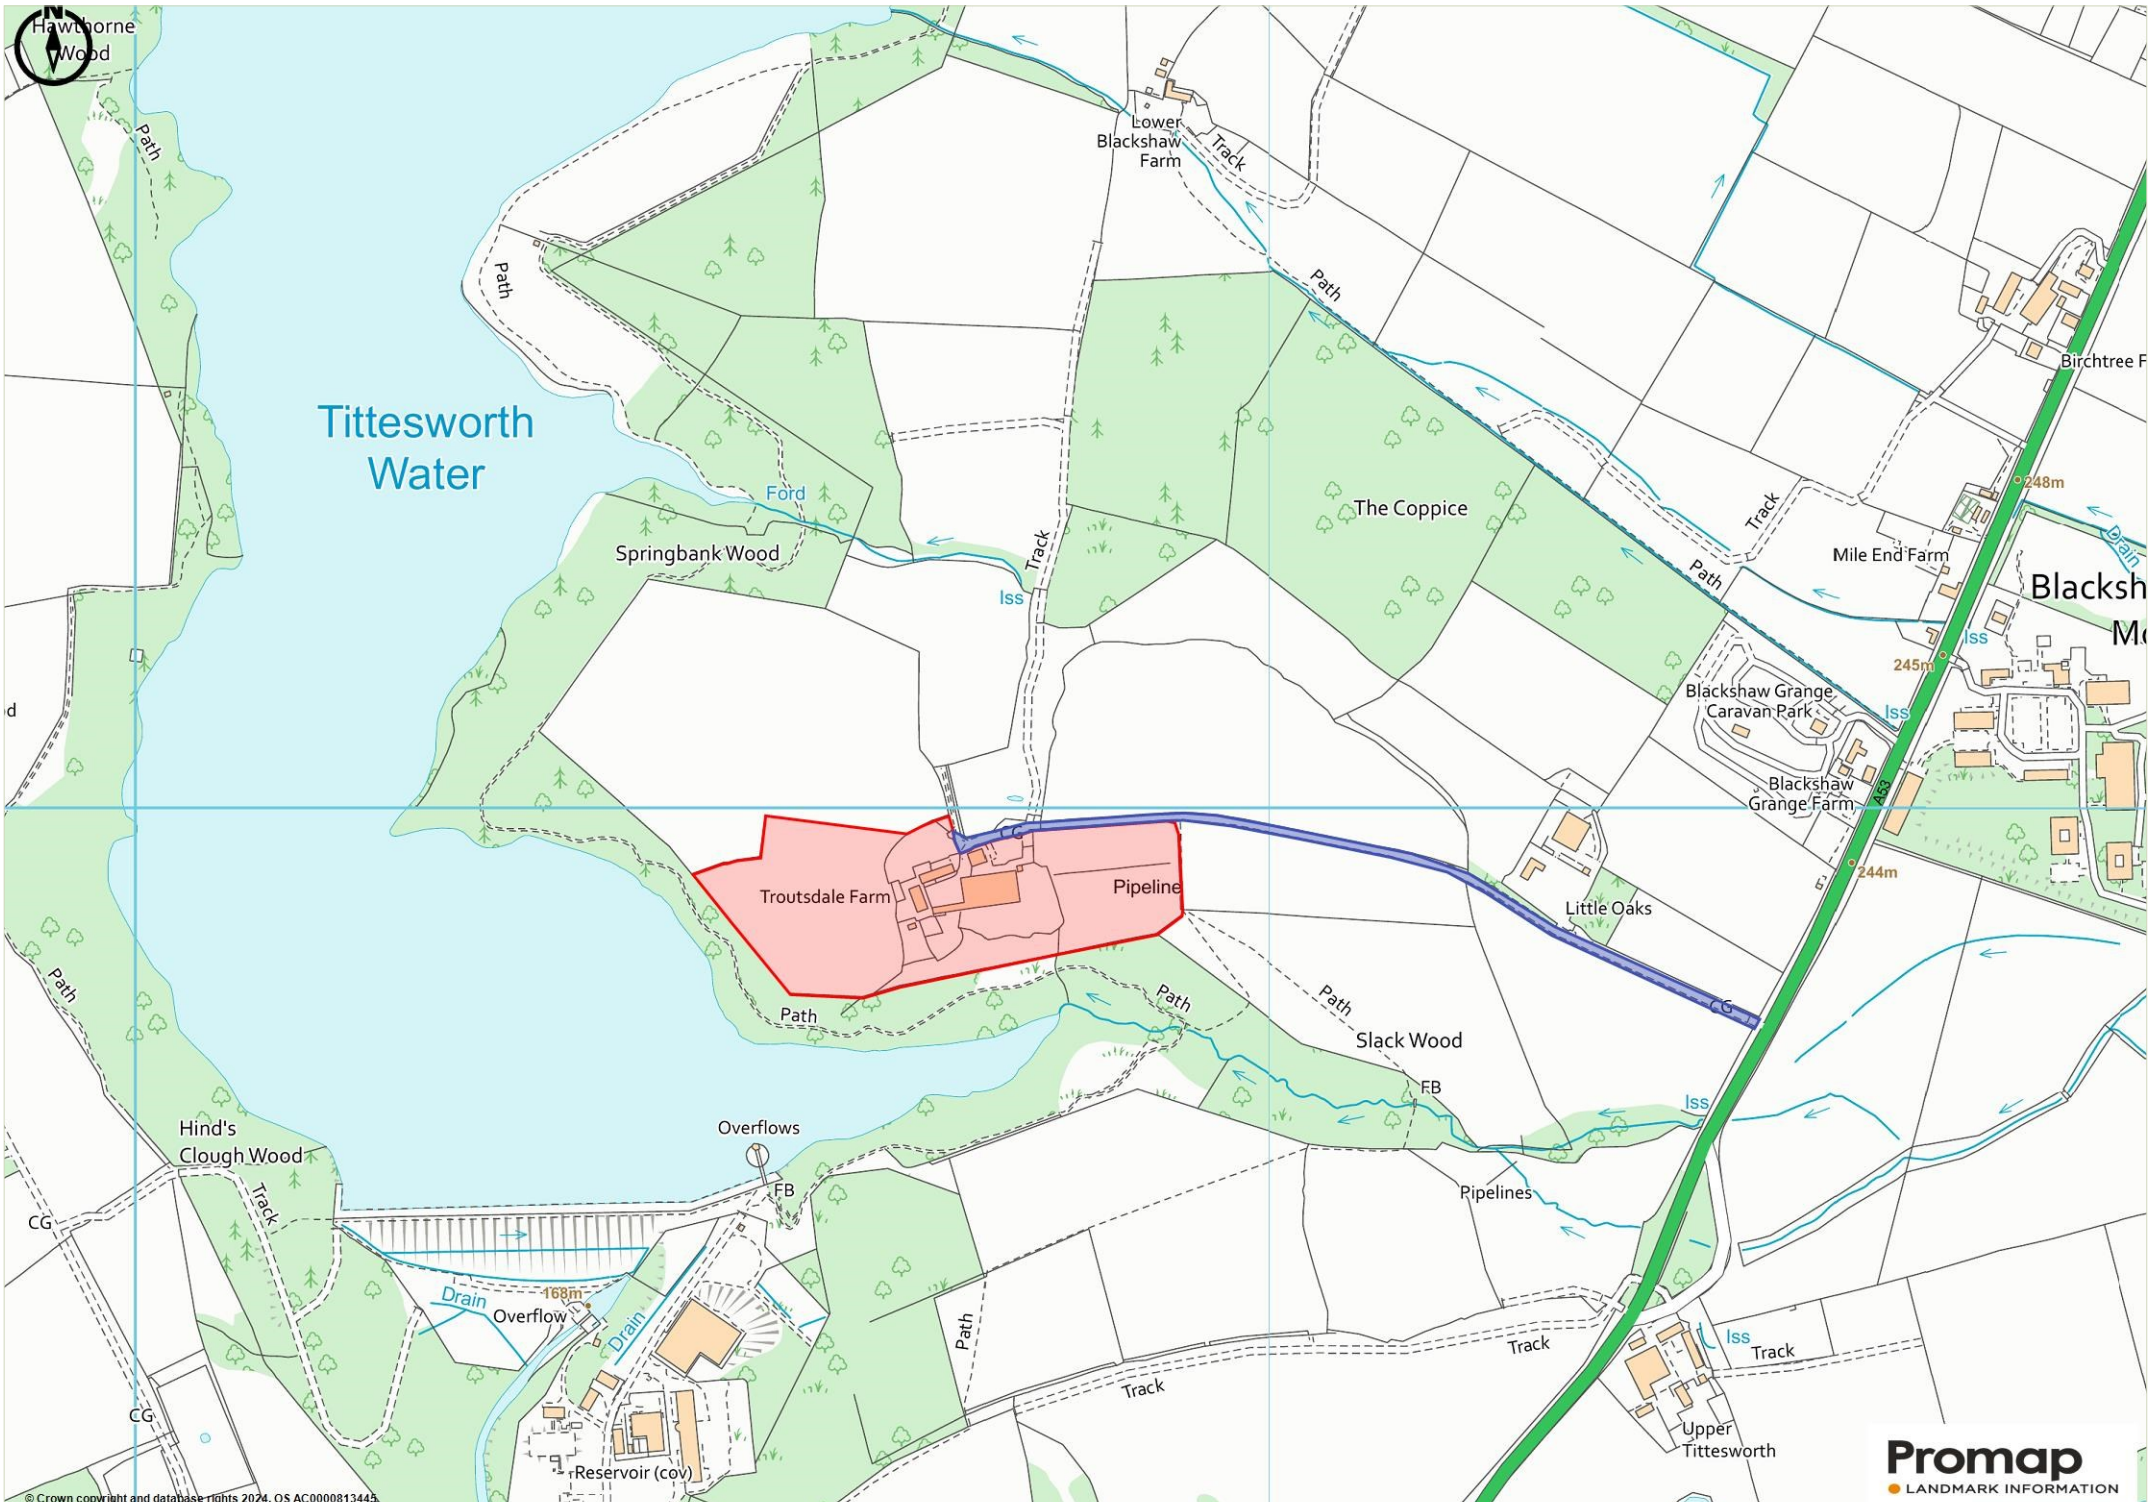 N
Hawthorne
Wood
Path
Lower
Blackshaw
Farm
Track
Path
Path
Birchtree F
Tittesworth
Water
Ford
The Coppice
248m
Track
Drain
Springbank Wood
Track
Mile End Farm
Path
Blacksh
Iss
Iss
Mo
245m
d
Blackshaw Grange
Caravan Park
Iss
Blackshaw
Grange Farm
A53
CG
244m
Troutsdale Farm
Pipeline
Little Oaks
Path
Path
Path
Path
CG
Slack Wood
FB
Iss
Hind's
Clough Wood
Overflows
FB
Track
Pipelines
CG
168m
Drain
Overflow
Drain
Path
Track
Iss
Track
Track
CG
Upper
Tittesworth
Reservoir (cov)
Promap
LANDMARK INFORMATION
© Crown copyright and database rights 2024. OS AC0000813445